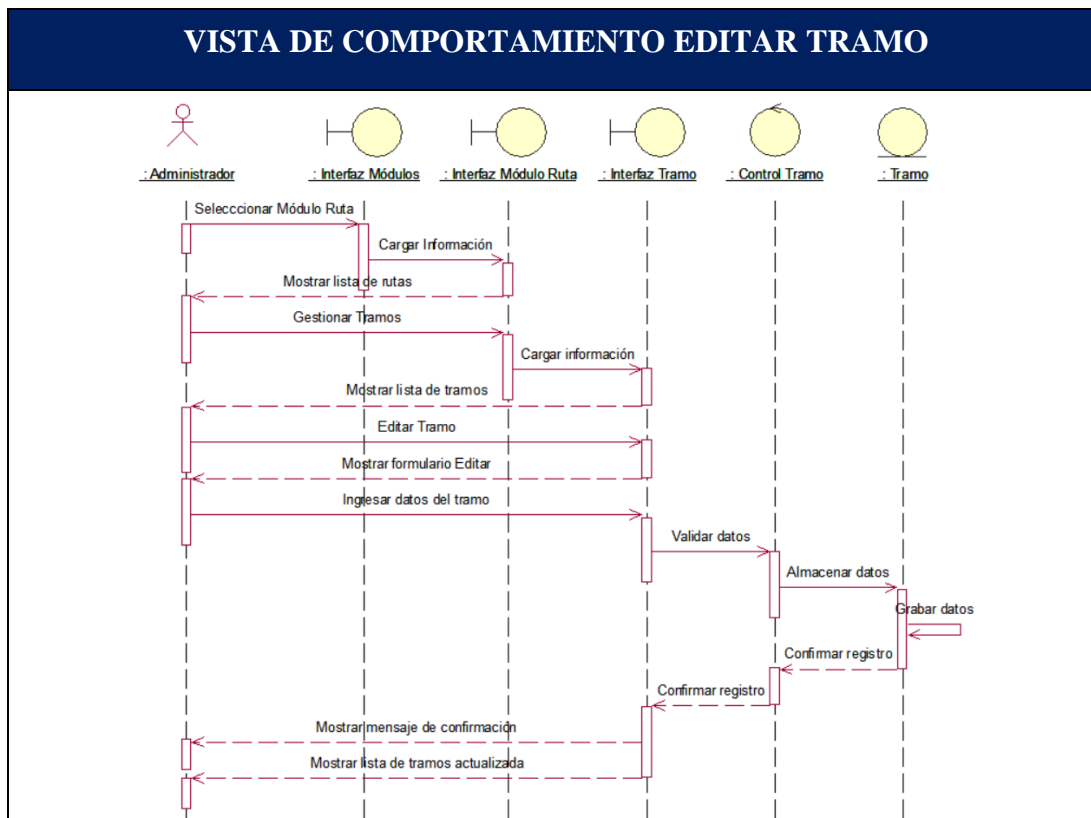 VISTA DE COMPORTAMIENTO EDITAR TRAMO
: Administrador
: Interfaz Módulos
: Interfaz Módulo Ruta
: Interfaz Tramo
: Control Tramo
: Tramo
Selecccionar Módulo Ruta
Cargar Información
Mostrar lista de rutas
Gestionar Tramos
Cargar información
Mostrar lista de tramos
Editar Tramo
Mostrar formulario Editar
Ingresar datos del tramo
Validar datos
Almacenar datos
Grabar datos
Confirmar registro
Confirmar registro
Mostrar mensaje de confirmación
Mostrar lista de tramos actualizada